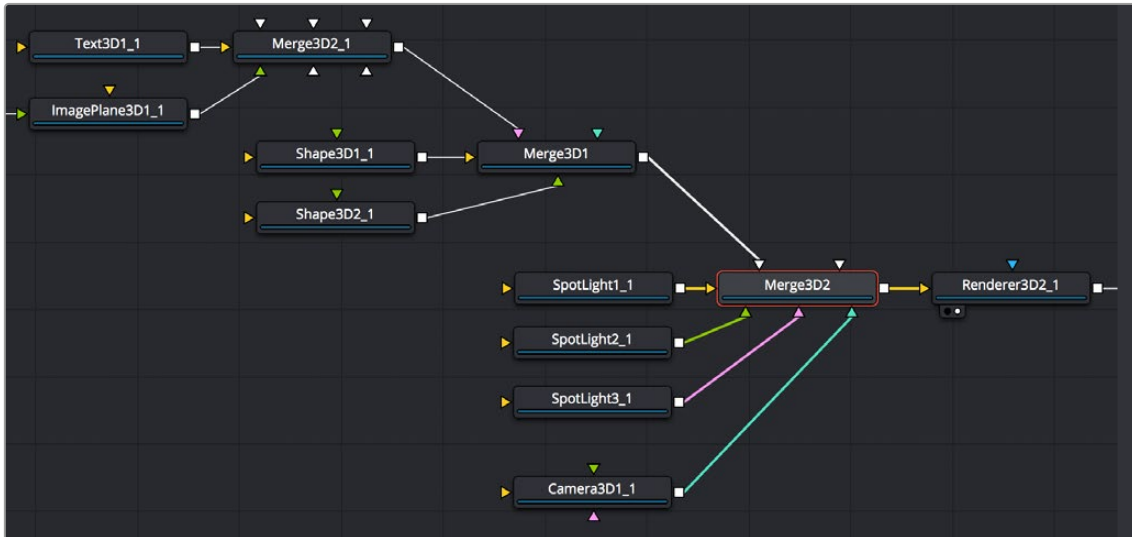 Text3D1_1
Merge3D2_1
ImagePlane3D1_1
Shape3D1_1
Merge3D1
Shape3D2_1
SpotLight1_1
Merge3D2
Renderer3D2_1
SpotLight2_1
SpotLight3_1
Camera3D1_1